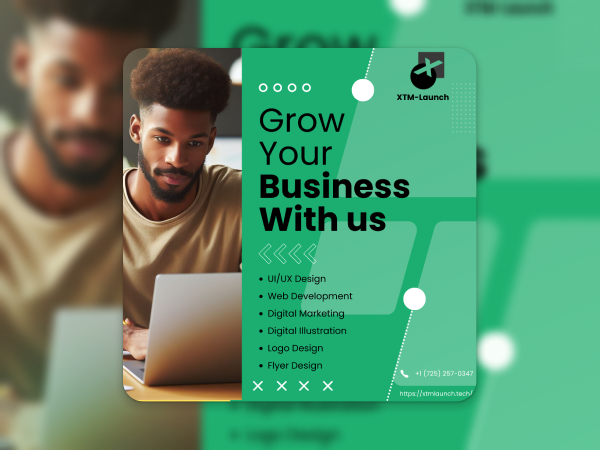 XTM-Launch
Grow
Your
Business
With us
UI/UX Design
Web Development
Digital Marketing
Digital Illustration
Logo Design
Flyer Design
+1 (725) 257-0347
https://xtmlaunch.tech/